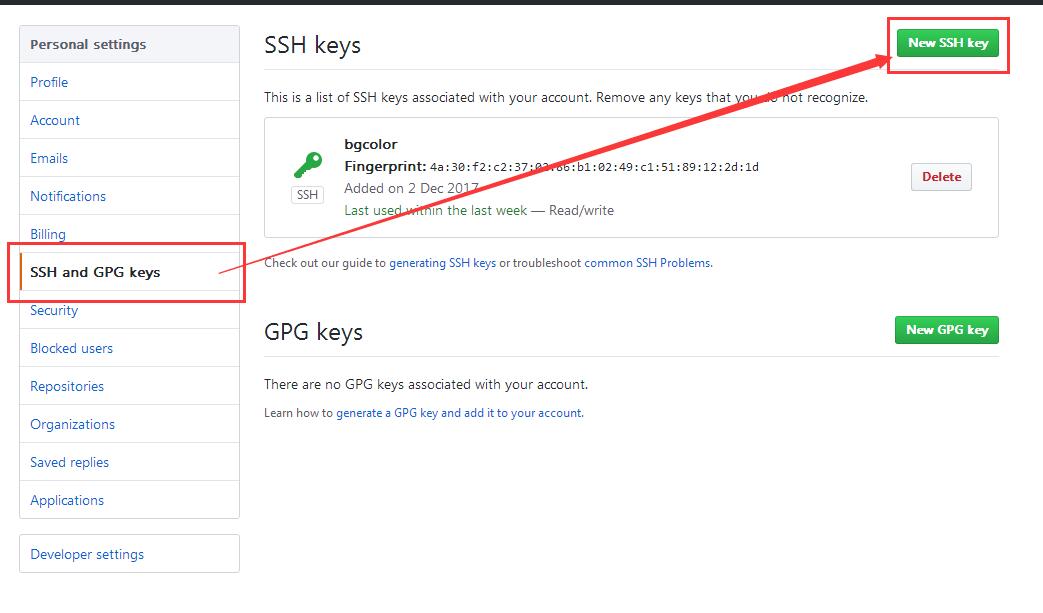 Personal settings
Profile
Account
Emails
Notifications
Billing
SSH and GPG keys
Security
Blocked users
Repositories
Organizations
Saved replies
Applications
Developer settings
SSH keys
New SSH key
This is a list of SSH keys associated with your account. Remove any keys that you do not recognize.
bgcolor
Fingerprint: 4a:30:f2:c2:37: :b1:02:49:c1:51:89:12:2d:1d
Added on 2 Dec 2017
Last used within the last week — Read/write
SSH
Delete
Check out our guide to generating SSH keys or troubleshoot common SSH Problems.
GPG keys
New GPG key
There are no GPG keys associated with your account.
Learn how to generate a GPG key and add it to your account.